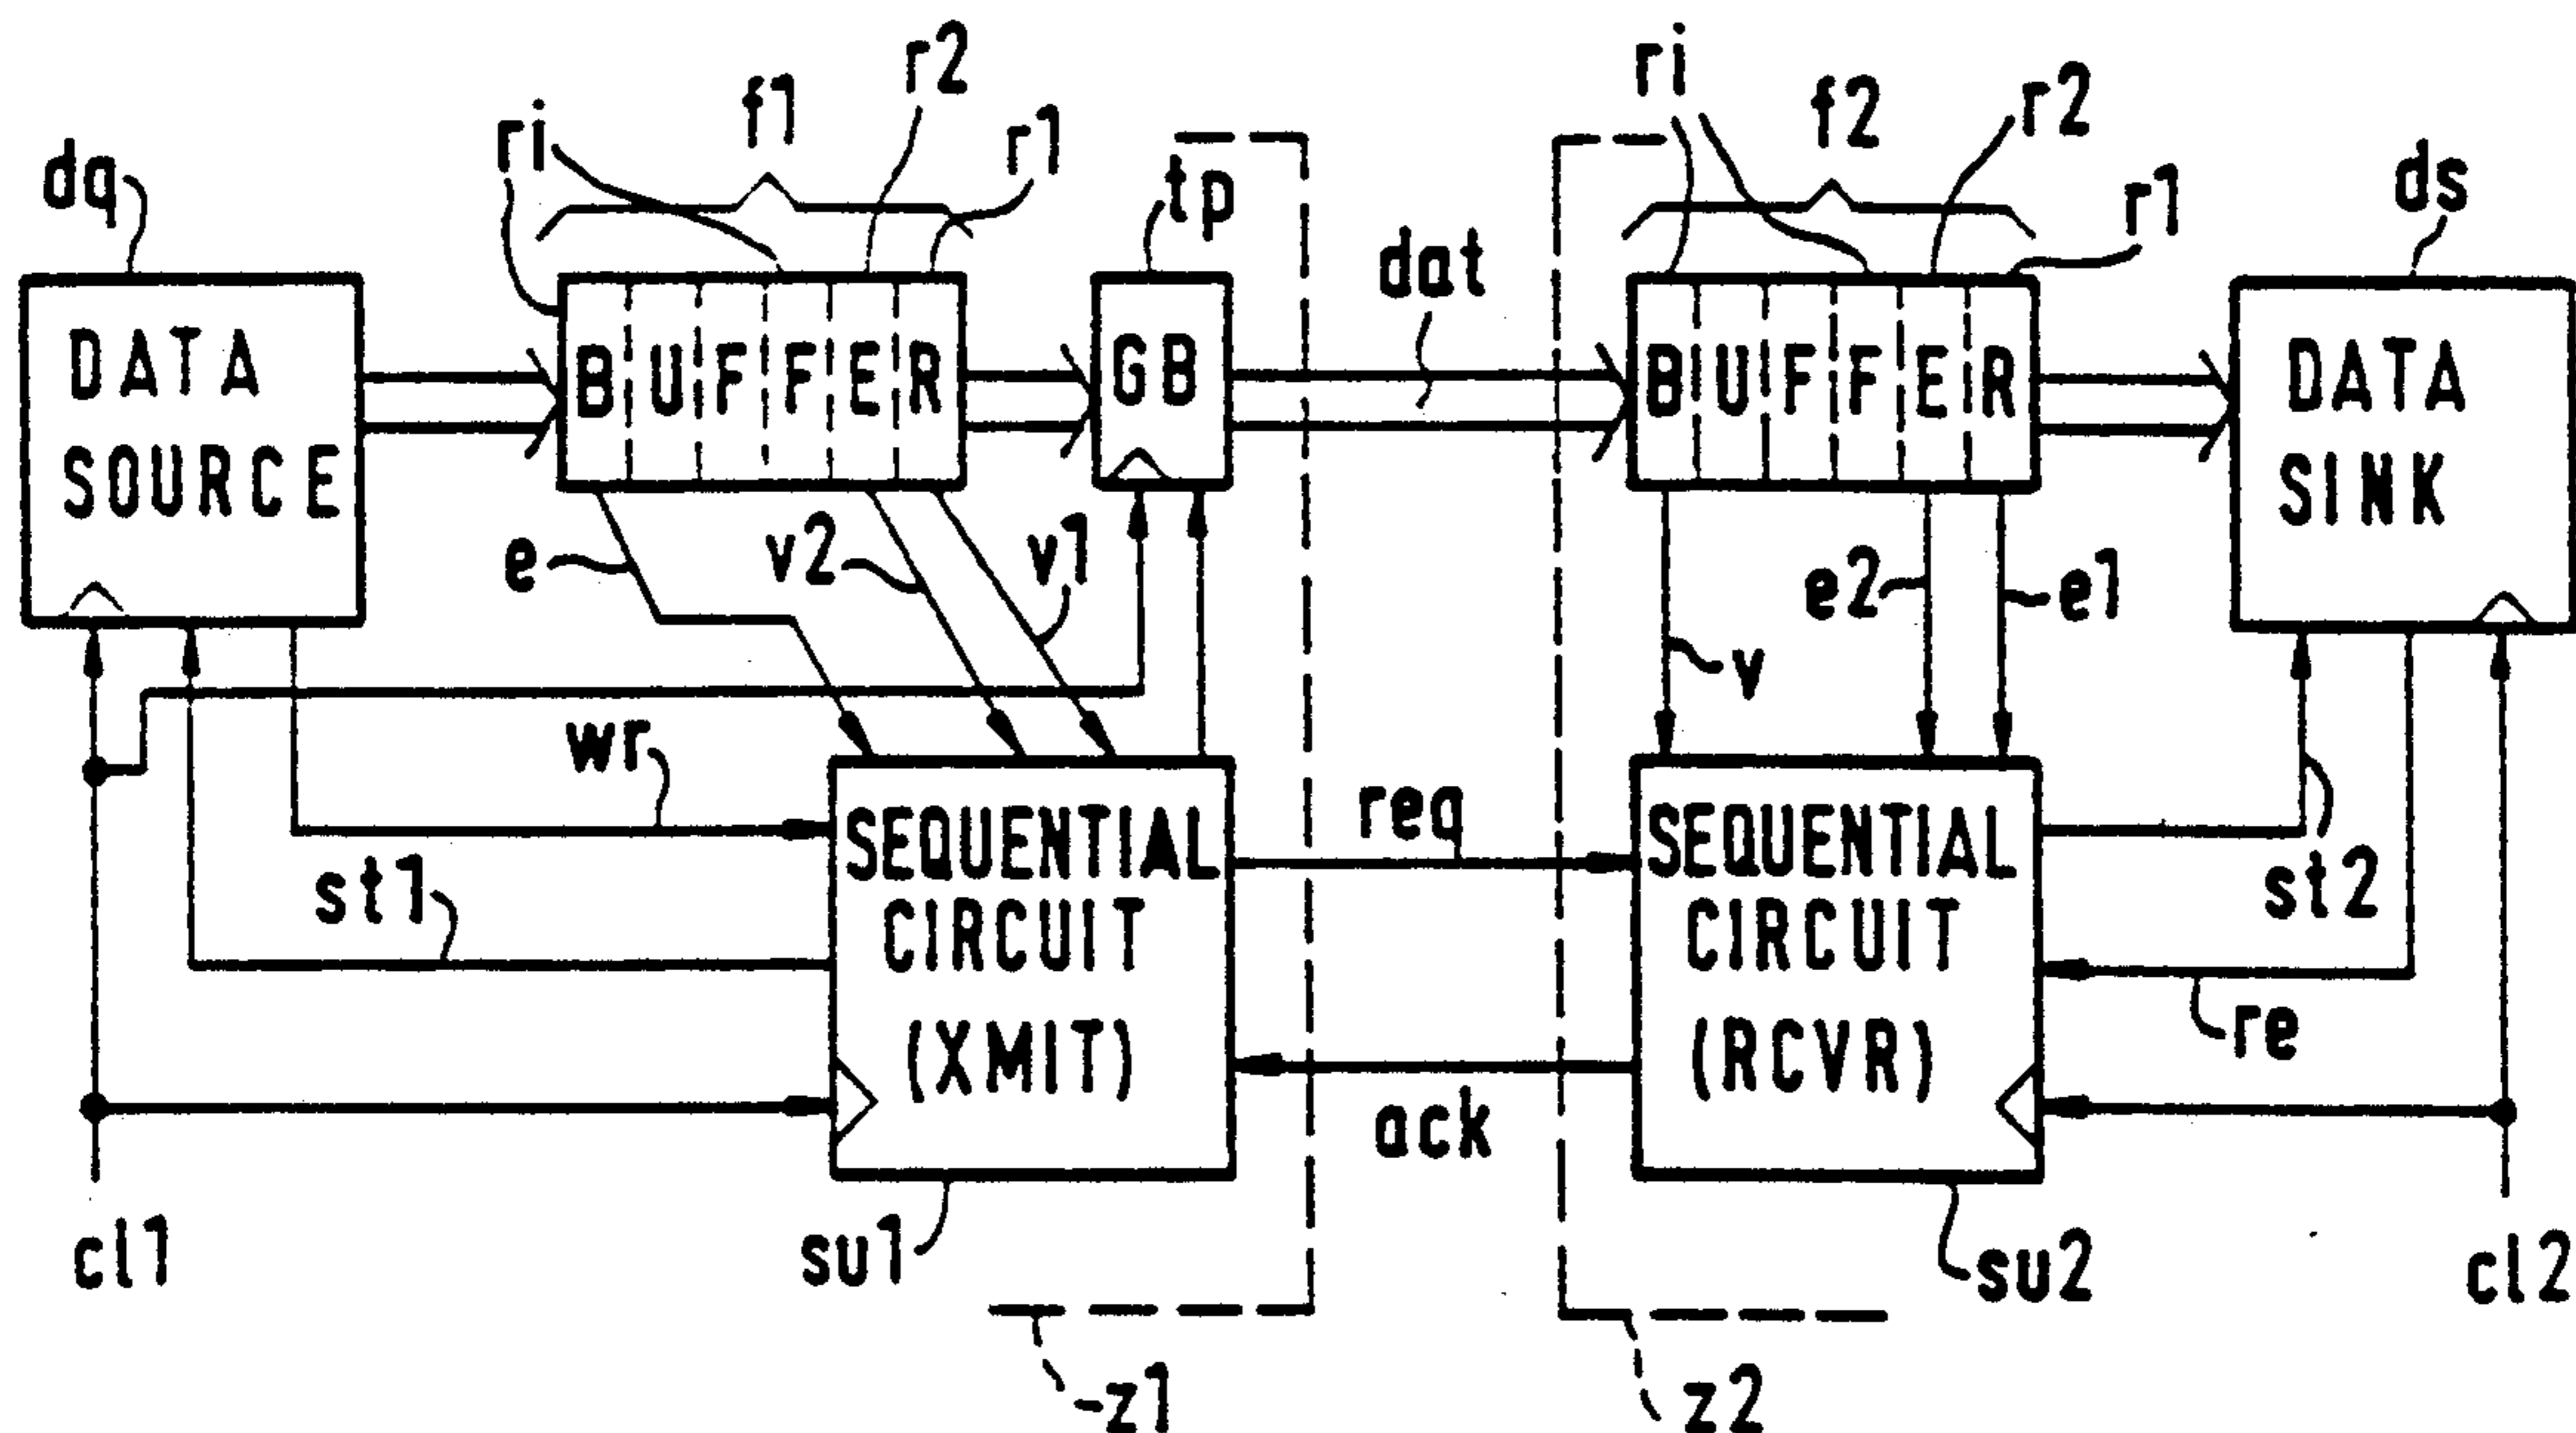 dq
ri
f1
r2
r1
tp
dat
ri
f2
r2
r1
ds
DATA
SOURCE
BUFFER
GB
BUFFER
DATA
SINK
e
v2
v1
v
e2
e1
wr
st1
SEQUENTIAL
CIRCUIT
(XMIT)
req
ack
SEQUENTIAL
CIRCUIT
(RCVR)
st2
re
cl1
su1
su2
cl2
z1
z2